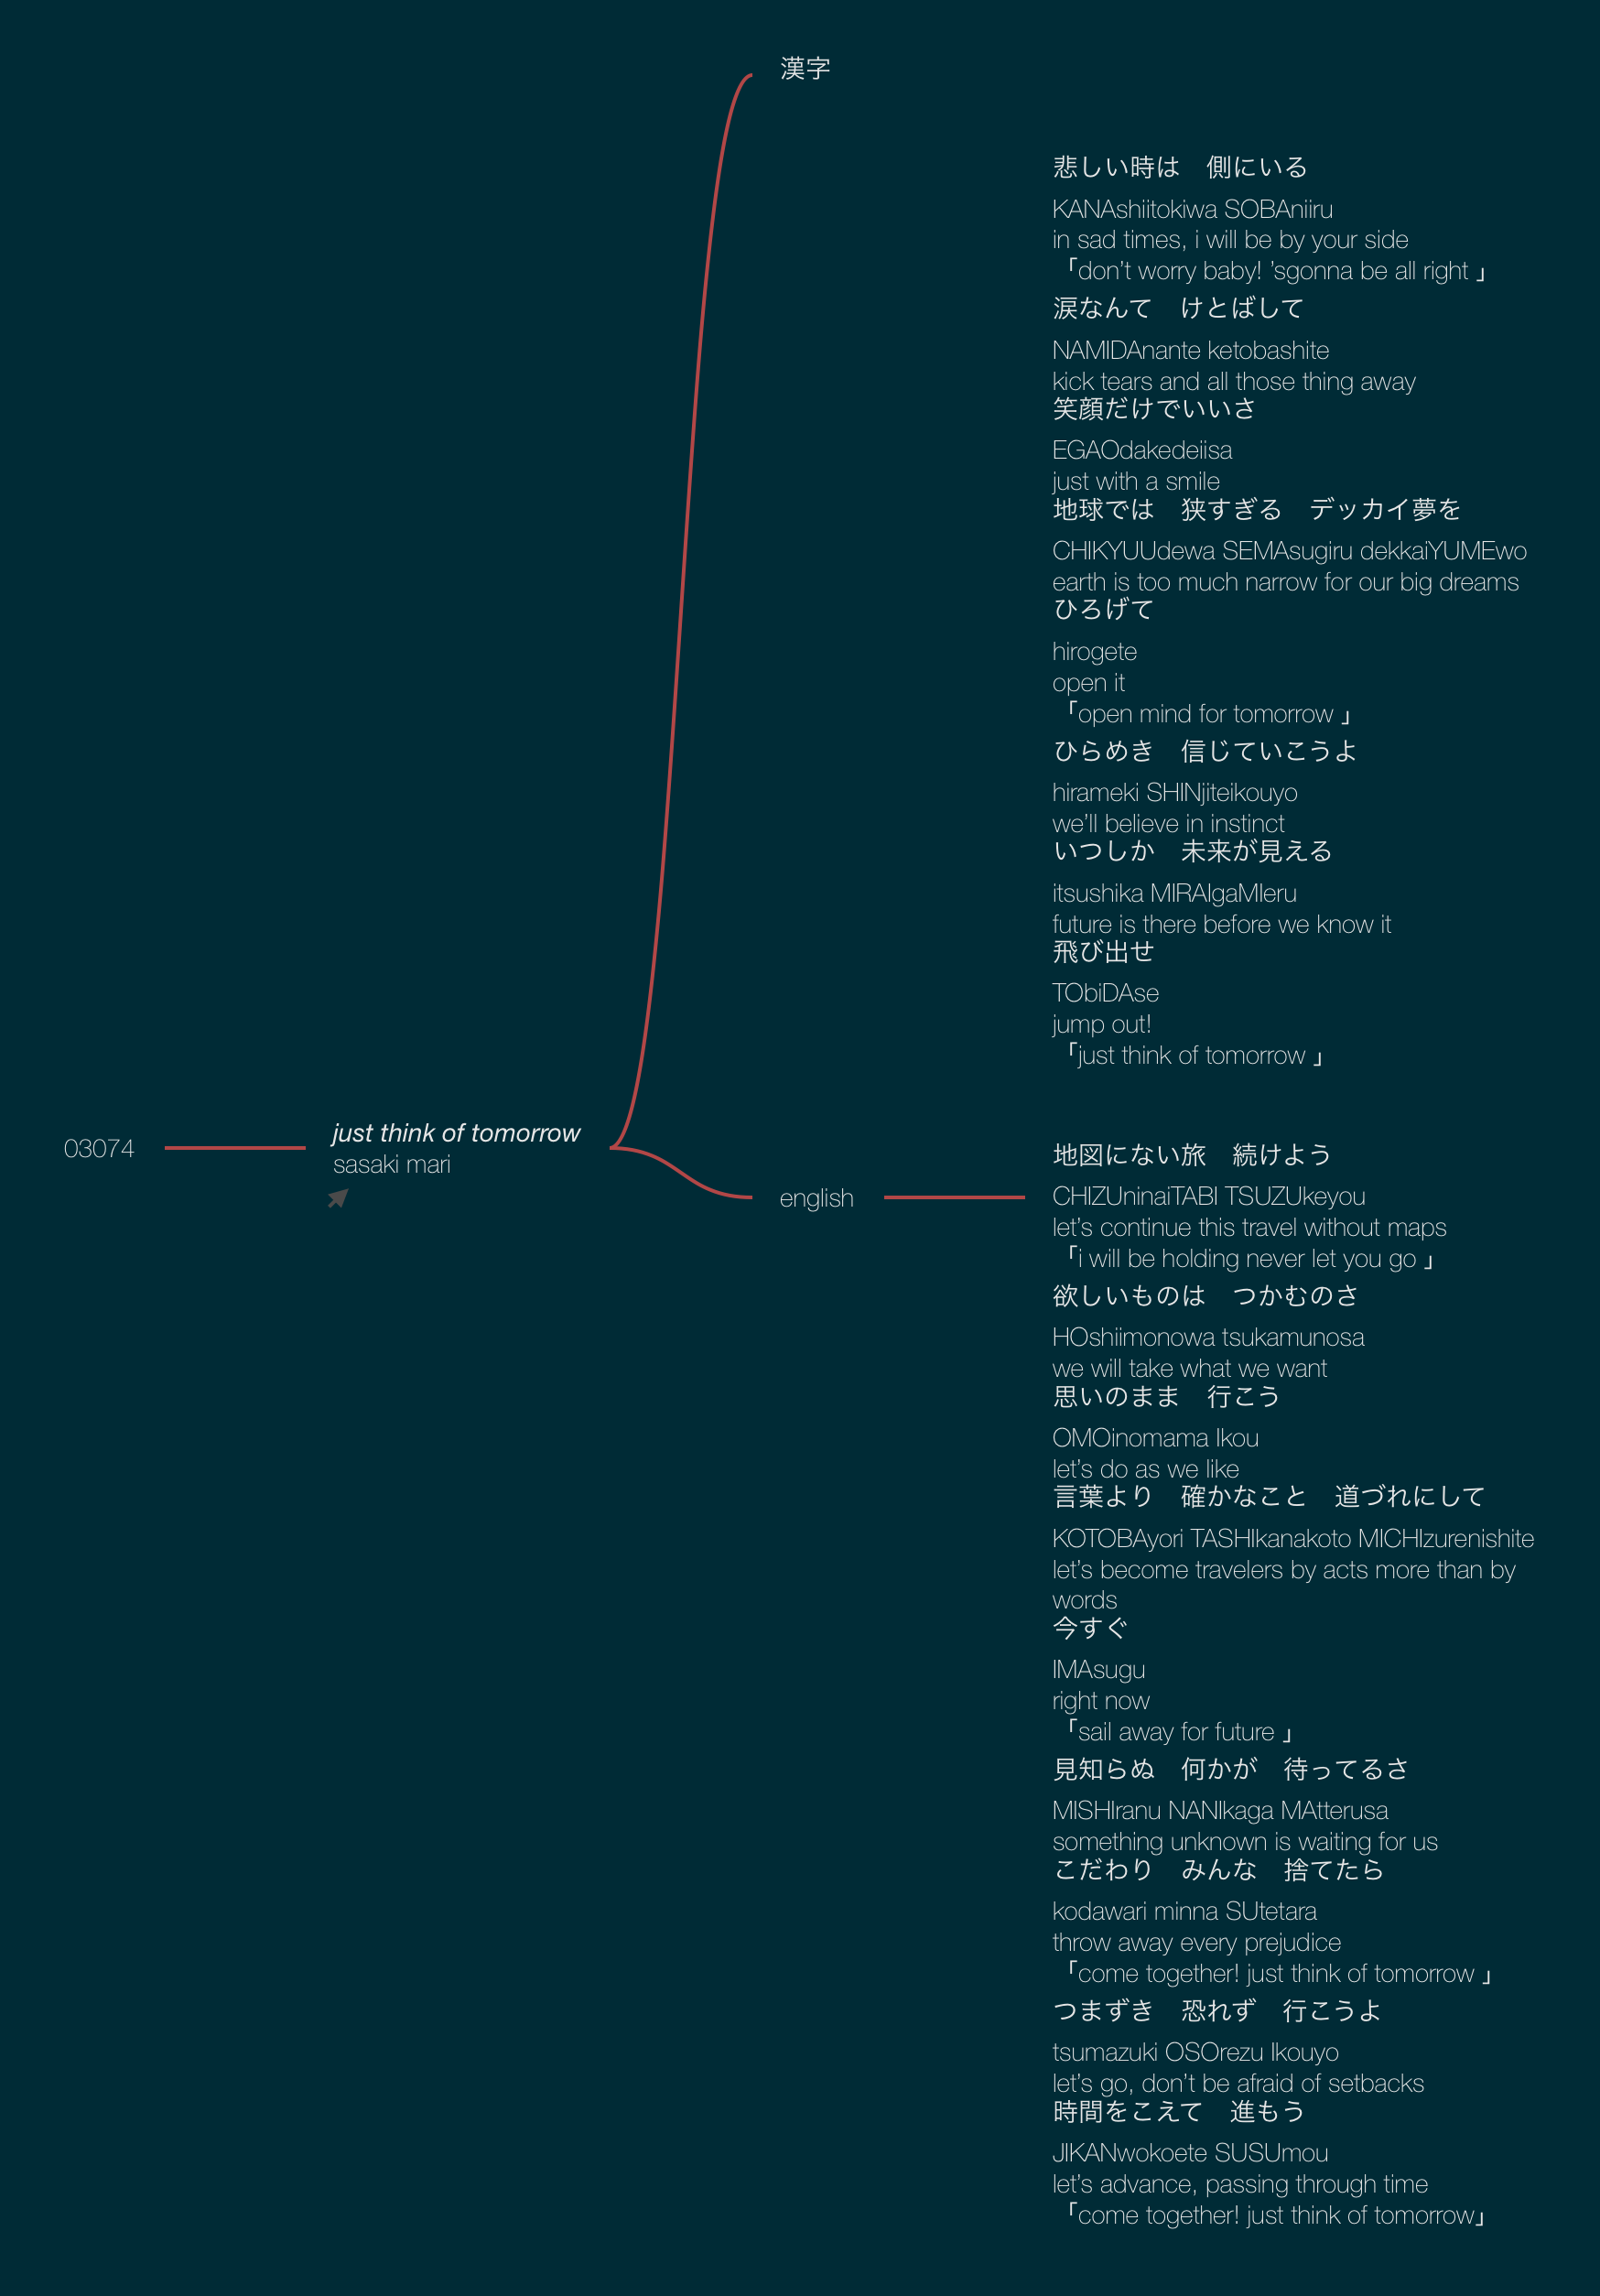 漢字
悲しい時は　側にいる
KANAshiitokiwa SOBAniiru
in sad times, i will be by your side
「don’t worry baby! ’sgonna be all right 」
涙なんて　けとばして
NAMIDAnante ketobashite
kick tears and all those thing away
笑顔だけでいいさ
EGAOdakedeiisa
just with a smile
地球では　狭すぎる　デッカイ夢を
CHIKYUUdewa SEMAsugiru dekkaiYUMEwo
earth is too much narrow for our big dreams
ひろげて
hirogete
open it
「open mind for tomorrow 」
ひらめき　信じていこうよ
hirameki SHINjiteikouyo
we’ll believe in instinct
いつしか　未来が見える
itsushika MIRAIgaMIeru
future is there before we know it
飛び出せ
TObiDAse
jump out!
「just think of tomorrow 」
03074
just think of tomorrow
sasaki mari
english
地図にない旅　続けよう
CHIZUninaiTABI TSUZUkeyou
let’s continue this travel without maps
「i will be holding never let you go 」
欲しいものは　つかむのさ
HOshiimonowa tsukamunosa
we will take what we want
思いのまま　行こう
OMOinomama Ikou
let’s do as we like
言葉より　確かなこと　道づれにして
KOTOBAyori TASHIkanakoto MICHIzurenishite
let’s become travelers by acts more than by
words
今すぐ
IMAsugu
right now
「sail away for future 」
見知らぬ　何かが　待ってるさ
MISHIranu NANIkaga MAtterusa
something unknown is waiting for us
こだわり　みんな　捨てたら
kodawari minna SUtetara
throw away every prejudice
「come together! just think of tomorrow 」
つまずき　恐れず　行こうよ
tsumazuki OSOrezu Ikouyo
let’s go, don’t be afraid of setbacks
時間をこえて　進もう
JIKANwokoete SUSUmou
let’s advance, passing through time
「come together! just think of tomorrow」